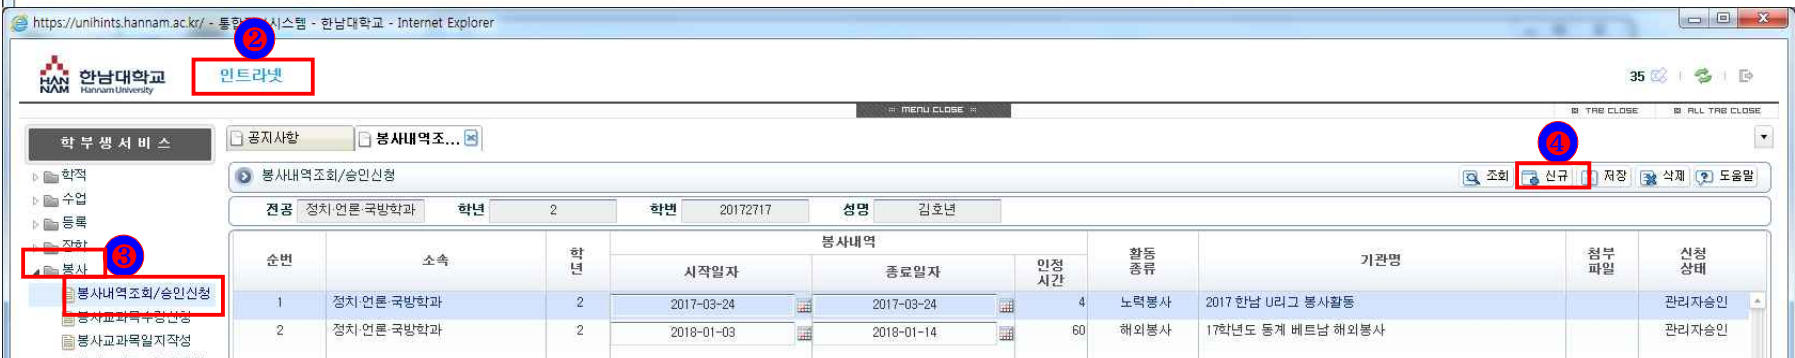 https://unihints.hannam.ac.kr/ - 통합 시스템 - 한남대학교 - Internet Explorer
②
HAN NAM 한남대학교 Hannam University 인트라넷 35
MENU CLOSE
TAB CLOSE ALL TAB CLOSE
학부생서비스 공지사항 봉사내역조... ④
학적 봉사내역조회/승인신청 조회 신규 저장 삭제 도움말
수업
전공 정치·언론·국방학과 학년 2 학번 20172717 성명 김호년
등록
장학 ③
봉사
순번 소속 학년 봉사내역 활동종류 기관명 첨부파일 신청상태
시작일자 종료일자 인정시간
봉사내역조회/승인신청
1 정치·언론·국방학과 2 2017-03-24 2017-03-24 4 노력봉사 2017 한남 U리그 봉사활동 관리자승인
봉사교과목수강신청
2 정치·언론·국방학과 2 2018-01-03 2018-01-14 60 해외봉사 17학년도 동계 베트남 해외봉사 관리자승인
봉사교과목일지작성